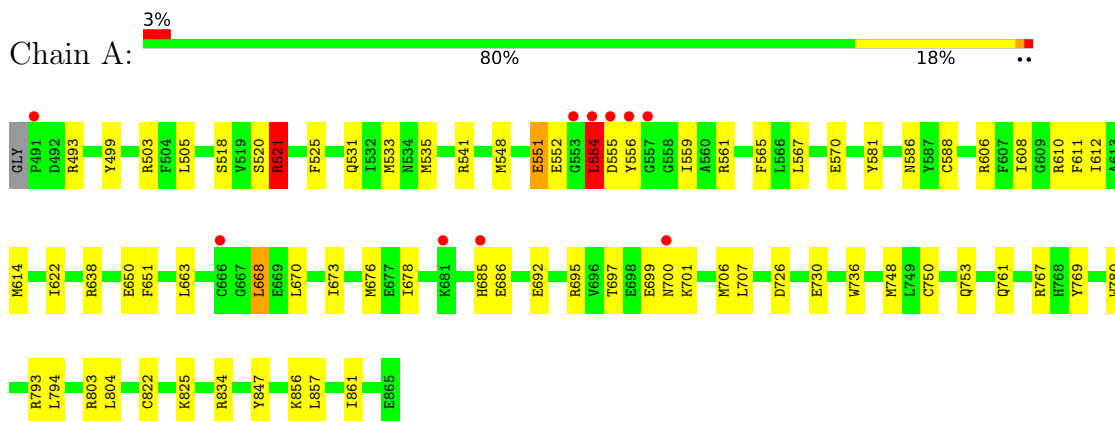 3%
Chain A:
80% 18% ••
GLY P491 D492 R493 Y499 R503 F504 L505 S518 V519 S520 R521 F525 Q531 I532 M533 N534 M535 R541 M548 E551 E552 G553 L554 D555 Y556 G557 G558 I559 A560 R561 F565 L566 L567 E570 Y581 N586 Y587 C588 R606 F607 I608 G609 R610 F611 I612 A613
M614 I622 R638 E650 F651 L663 C666 G667 L668 E669 L670 I673 M676 E677 I678 K681 H685 E686 E692 R695 V696 T697 E698 E699 N700 K701 M706 L707 D726 E730 W736 M748 L749 C750 Q753 Q761 R767 H768 Y769 W780
R793 L794 R803 L804 C822 K825 R834 Y847 K856 L857 I861 E865